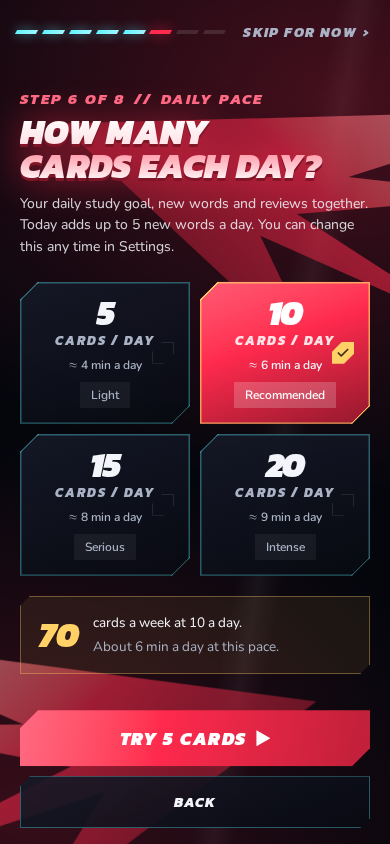 SKIP FOR NOW >
STEP 6 OF 8 // DAILY PACE
HOW MANY
CARDS EACH DAY?
Your daily study goal, new words and reviews together.
Today adds up to 5 new words a day. You can change
this any time in Settings.
5
CARDS / DAY
≈ 4 min a day
Light
10
CARDS / DAY
≈ 6 min a day
Recommended
15
CARDS / DAY
≈ 8 min a day
Serious
20
CARDS / DAY
≈ 9 min a day
Intense
70
cards a week at 10 a day.
About 6 min a day at this pace.
TRY 5 CARDS ▶
BACK